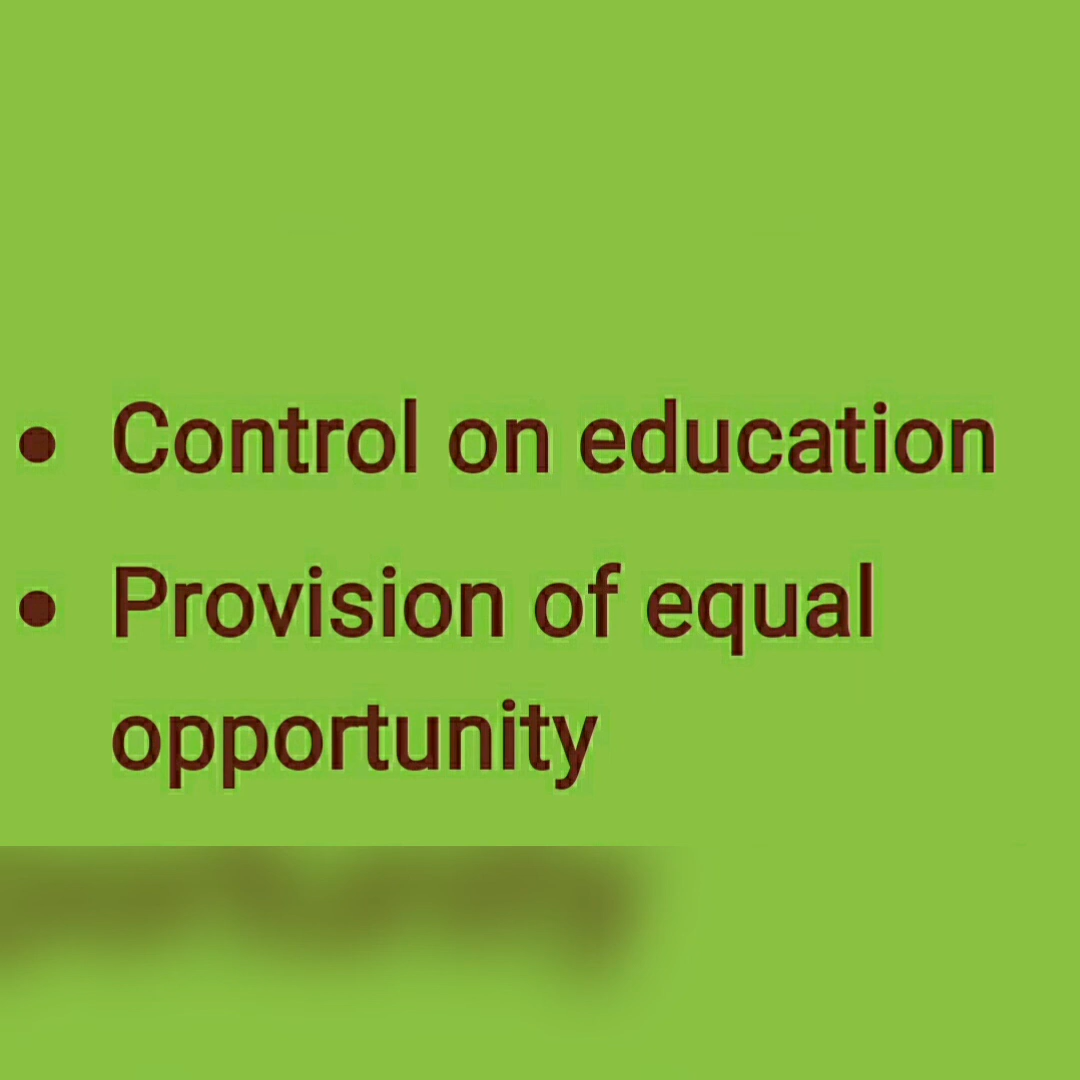 • Control on education
• Provision of equal
opportunity